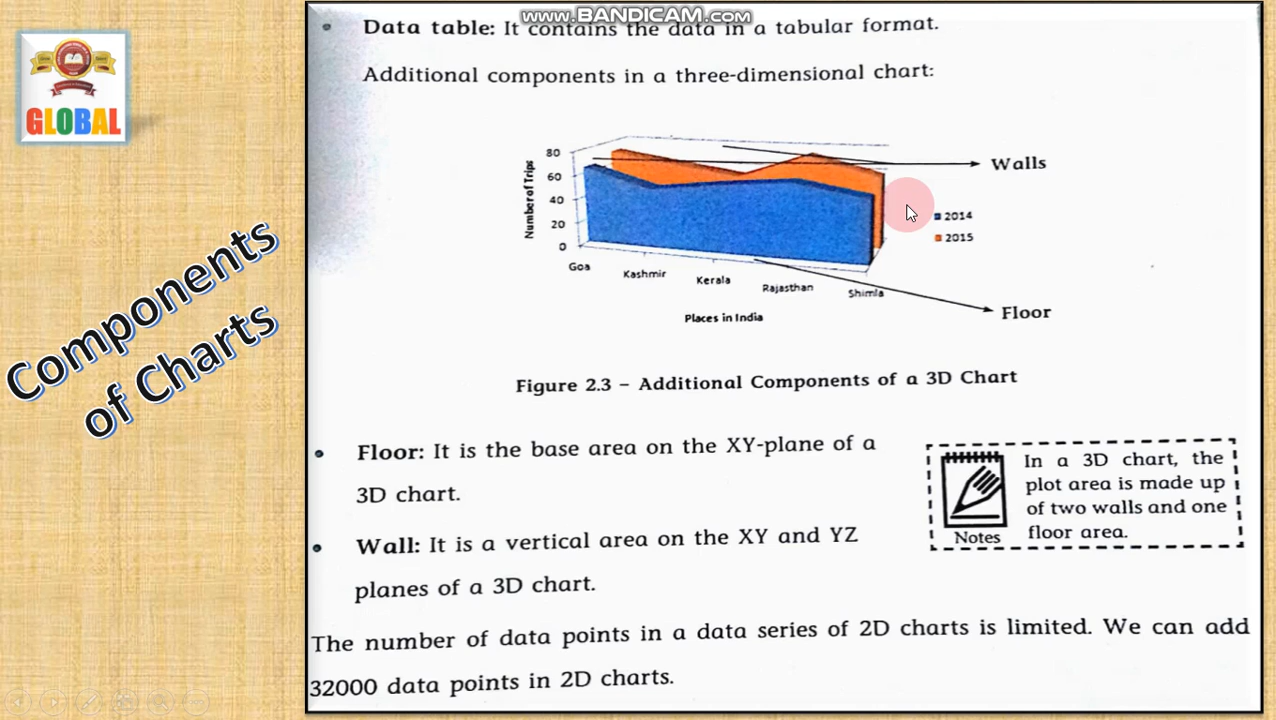 www.BANDICAM.com
Data table: It contains the data in a tabular format.
GLOBAL
Additional components in a three-dimensional chart:
80
60
40
20
0
Number of Trips
Walls
2014
2015
Goa
Kashmir
Kerala
Rajasthan
Shimla
Places in India
Floor
Components
of Charts
Figure 2.3 – Additional Components of a 3D Chart
Floor: It is the base area on the XY-plane of a
3D chart.
Wall: It is a vertical area on the XY and YZ
planes of a 3D chart.
In a 3D chart, the
plot area is made up
of two walls and one
floor area.
Notes
The number of data points in a data series of 2D charts is limited. We can add
32000 data points in 2D charts.